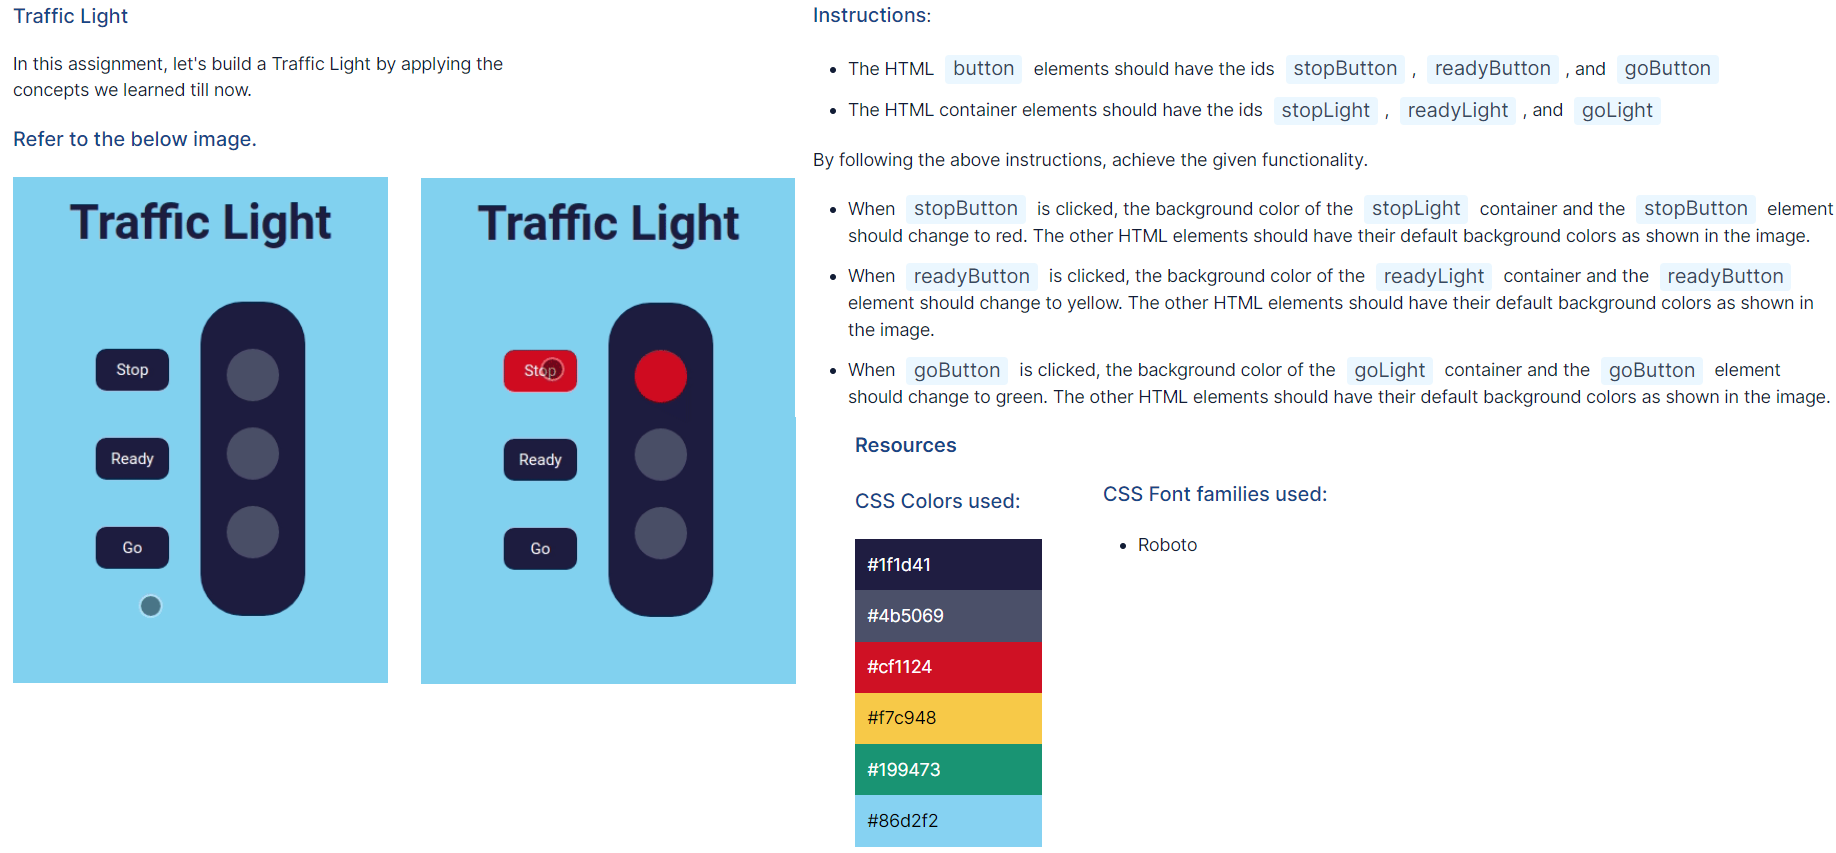 Traffic Light
In this assignment, let's build a Traffic Light by applying the
concepts we learned till now.
Refer to the below image.
Traffic Light
Stop
Ready
Go
Traffic Light
Stop
Ready
Go
Instructions:
The HTML button elements should have the ids stopButton , readyButton , and goButton
The HTML container elements should have the ids stopLight , readyLight , and goLight
By following the above instructions, achieve the given functionality.
When stopButton is clicked, the background color of the stopLight container and the stopButton element
should change to red. The other HTML elements should have their default background colors as shown in the image.
When readyButton is clicked, the background color of the readyLight container and the readyButton
element should change to yellow. The other HTML elements should have their default background colors as shown in
the image.
When goButton is clicked, the background color of the goLight container and the goButton element
should change to green. The other HTML elements should have their default background colors as shown in the image.
Resources
CSS Colors used:
#1f1d41
#4b5069
#cf1124
#f7c948
#199473
#86d2f2
CSS Font families used:
Roboto